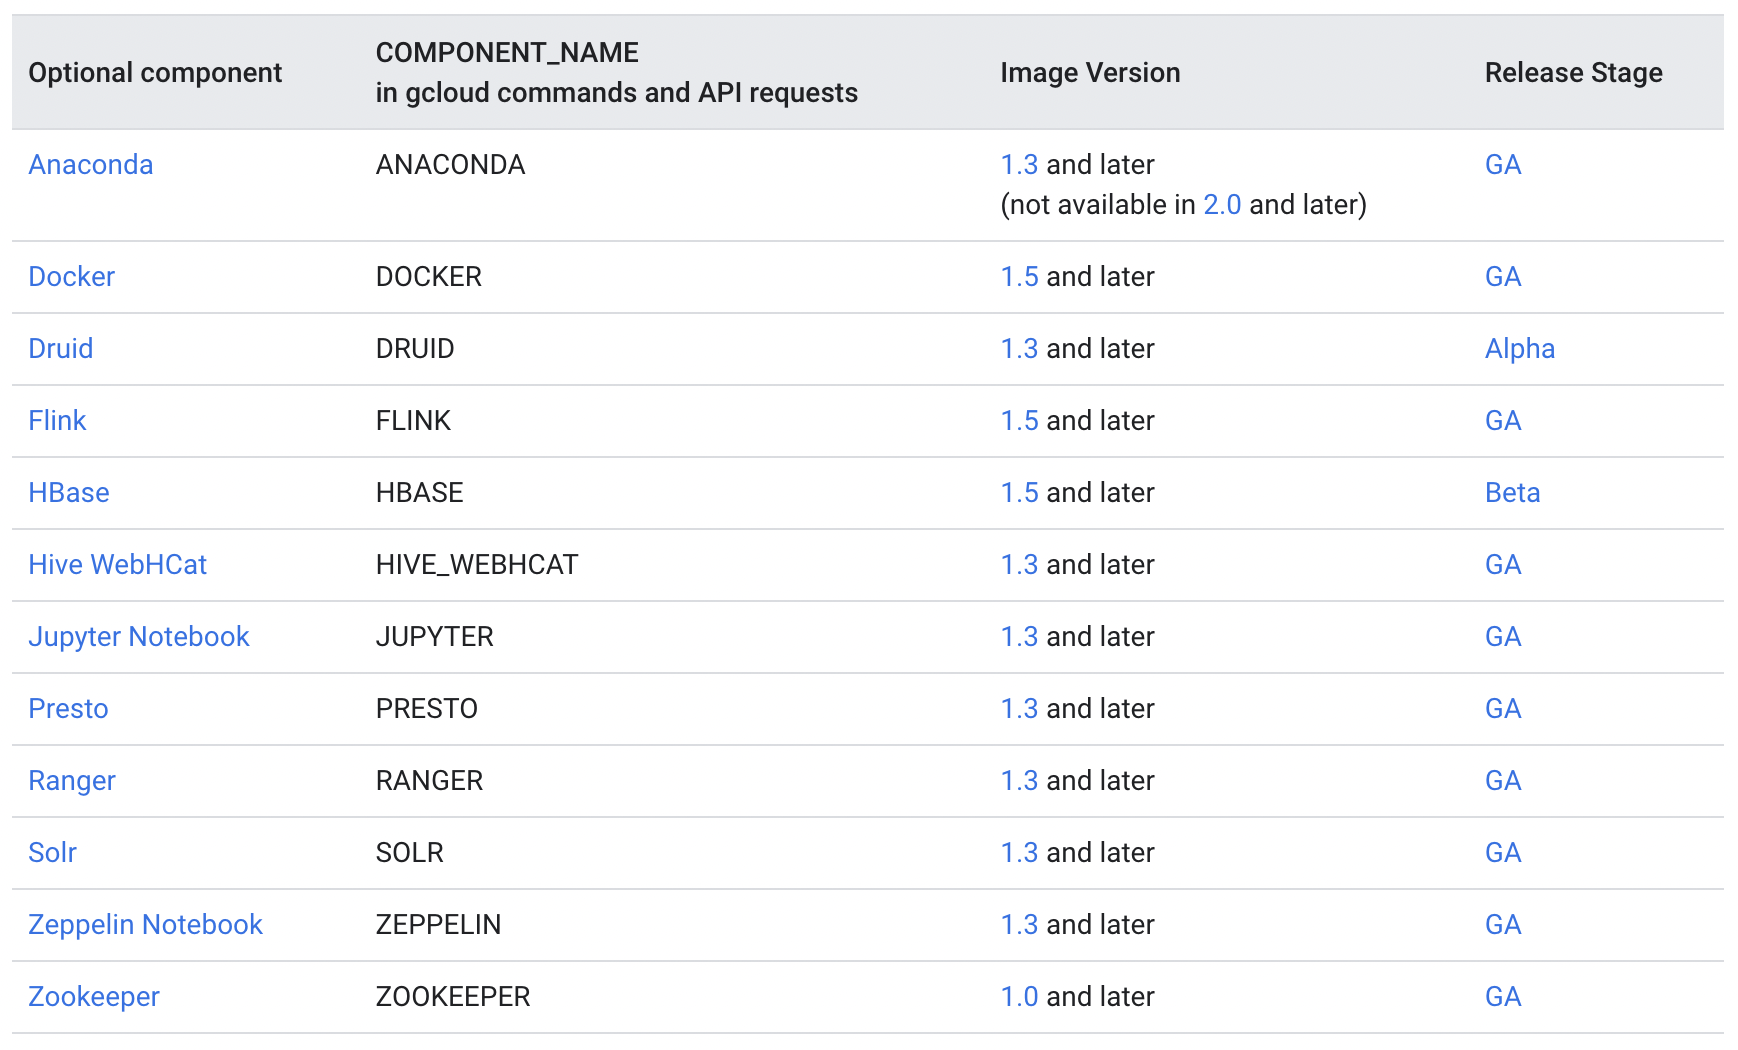 Optional component
COMPONENT_NAME
in gcloud commands and API requests
Image Version
Release Stage
Anaconda
ANACONDA
1.3 and later
(not available in 2.0 and later)
GA
Docker
DOCKER
1.5 and later
GA
Druid
DRUID
1.3 and later
Alpha
Flink
FLINK
1.5 and later
GA
HBase
HBASE
1.5 and later
Beta
Hive WebHCat
HIVE_WEBHCAT
1.3 and later
GA
Jupyter Notebook
JUPYTER
1.3 and later
GA
Presto
PRESTO
1.3 and later
GA
Ranger
RANGER
1.3 and later
GA
Solr
SOLR
1.3 and later
GA
Zeppelin Notebook
ZEPPELIN
1.3 and later
GA
Zookeeper
ZOOKEEPER
1.0 and later
GA